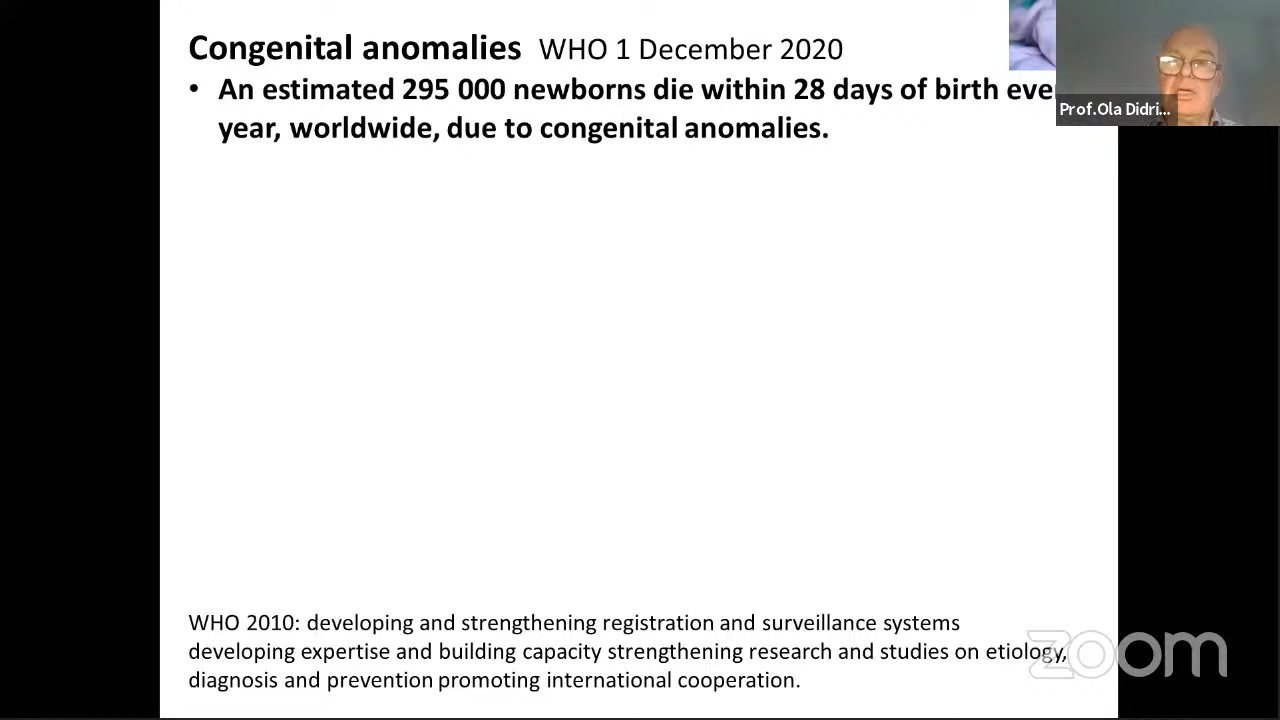 Congenital anomalies WHO 1 December 2020
• An estimated 295 000 newborns die within 28 days of birth eve
year, worldwide, due to congenital anomalies.
Prof.Ola Didri...
WHO 2010: developing and strengthening registration and surveillance systems
developing expertise and building capacity strengthening research and studies on etiology,
diagnosis and prevention promoting international cooperation.
zoom